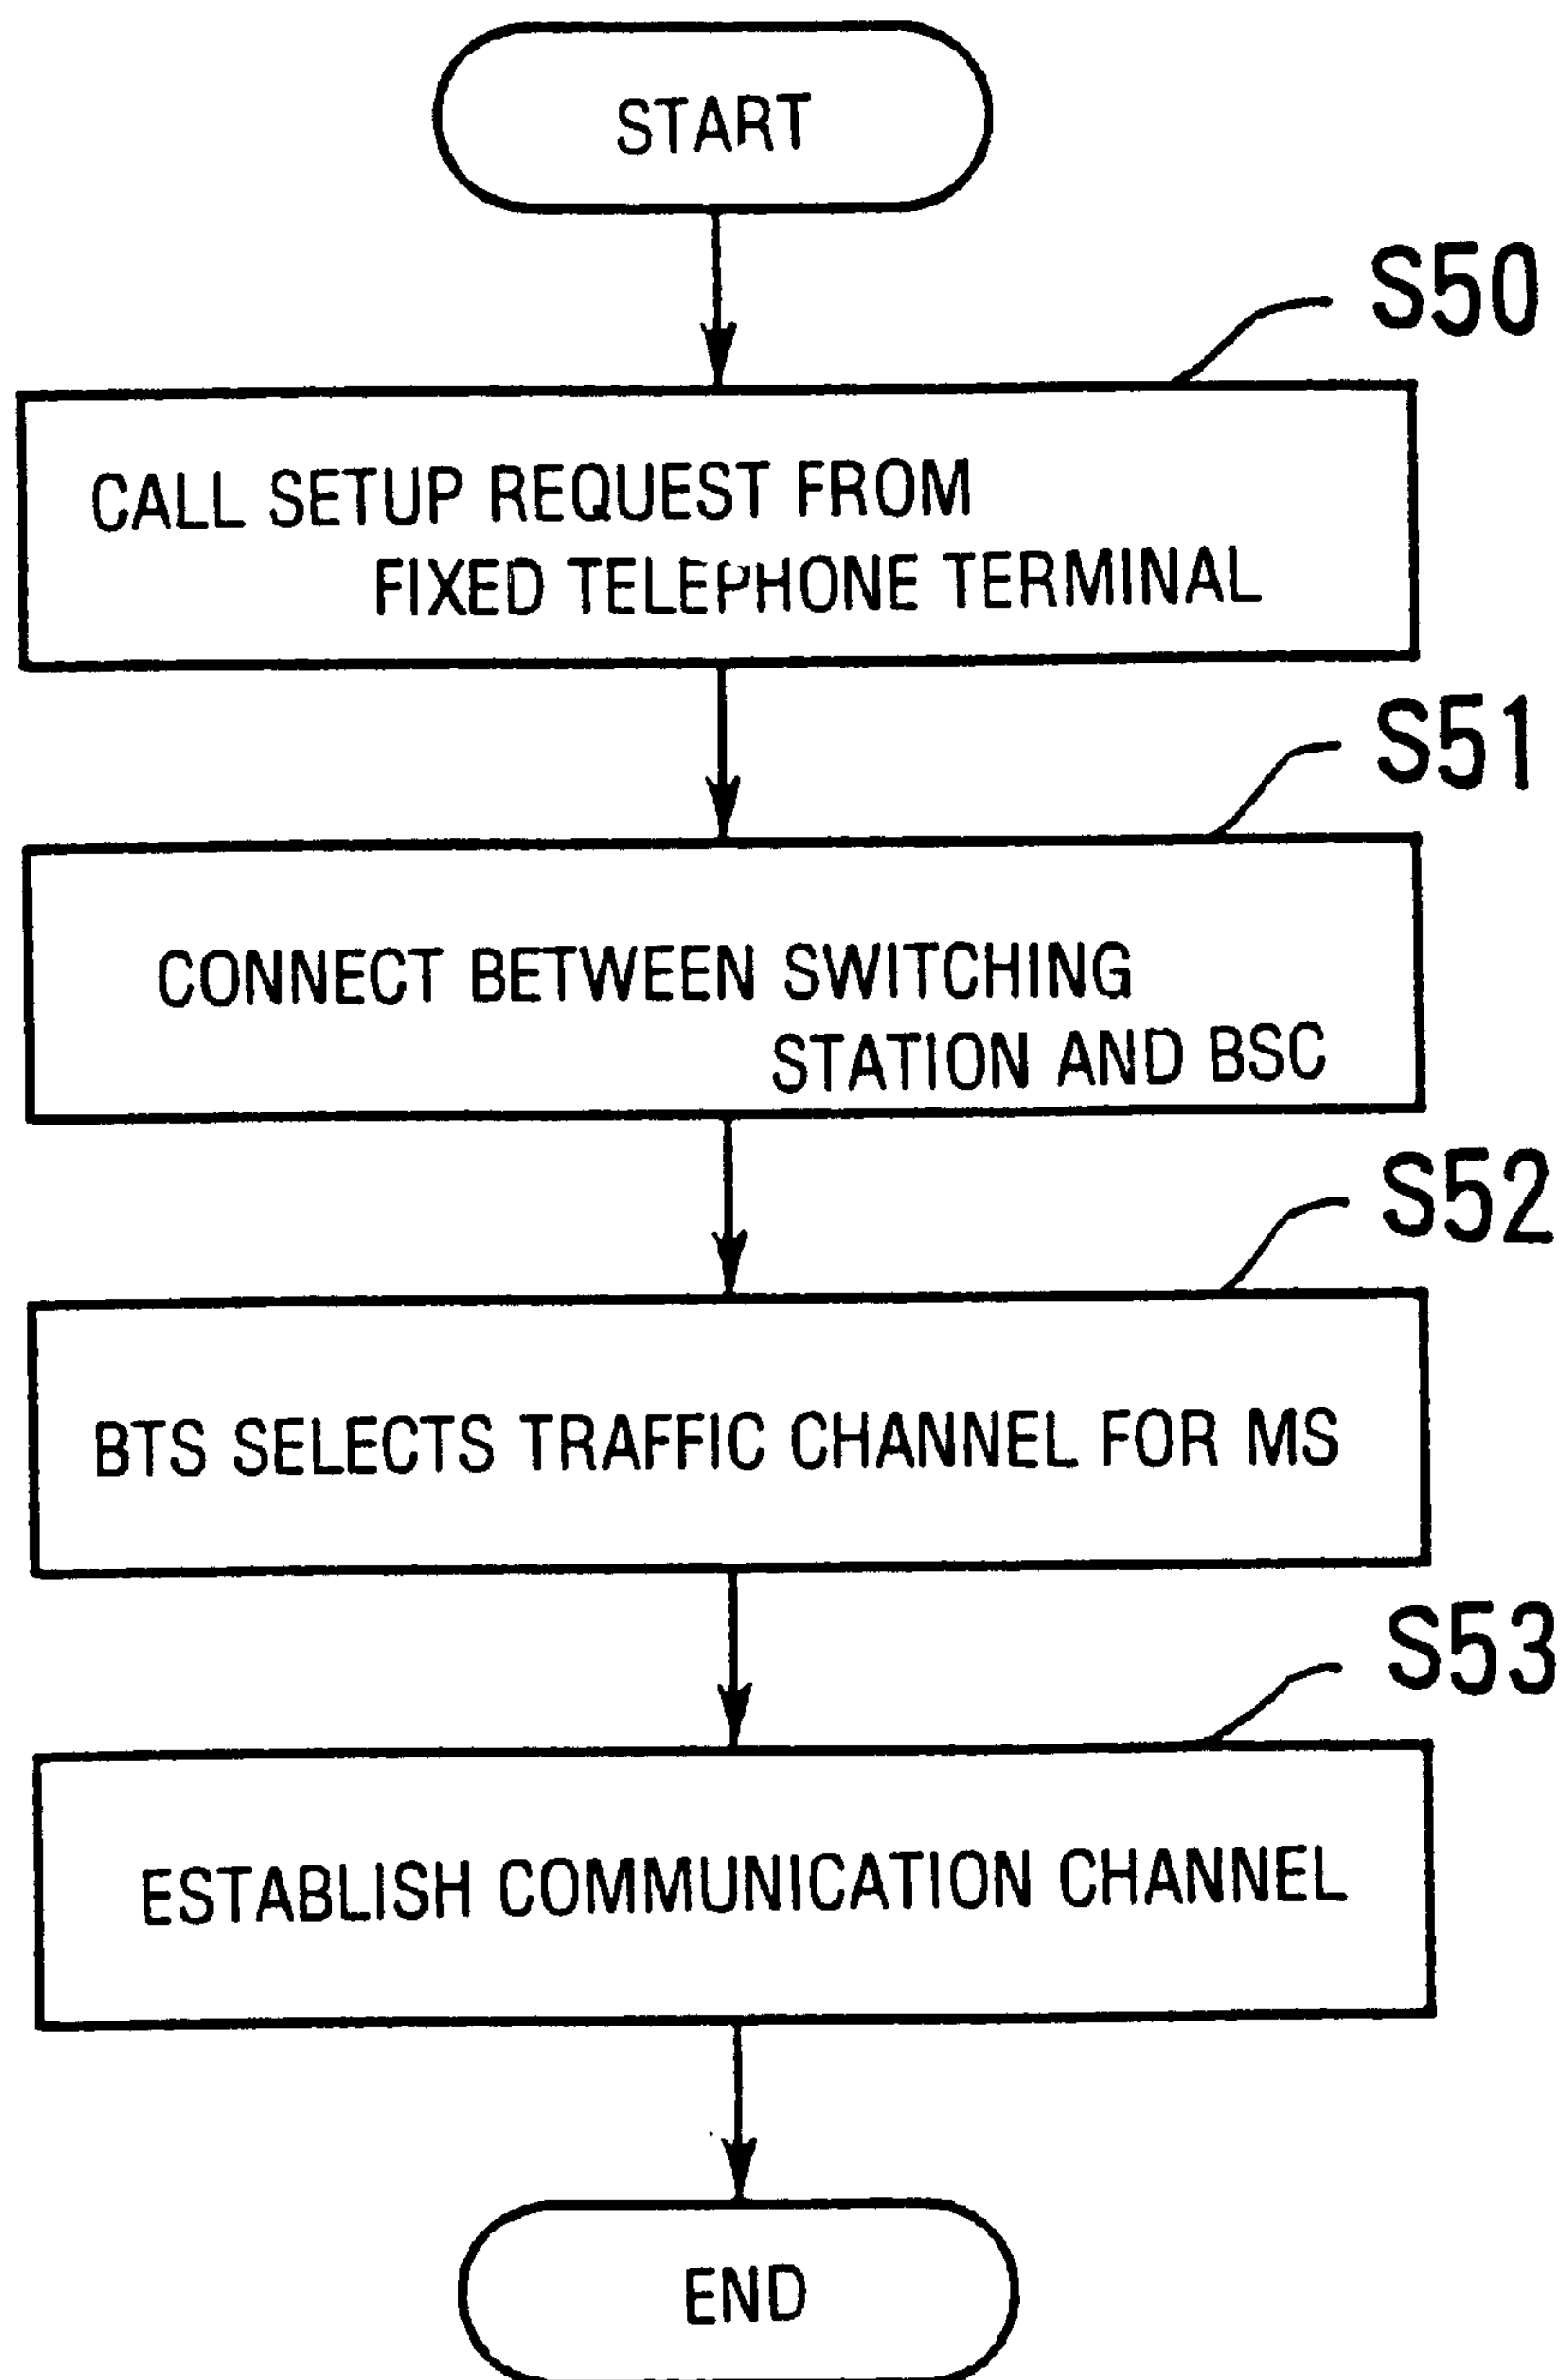 START
S50
CALL SETUP REQUEST FROM
FIXED TELEPHONE TERMINAL
S51
CONNECT BETWEEN SWITCHING
STATION AND BSC
S52
BTS SELECTS TRAFFIC CHANNEL FOR MS
S53
ESTABLISH COMMUNICATION CHANNEL
END